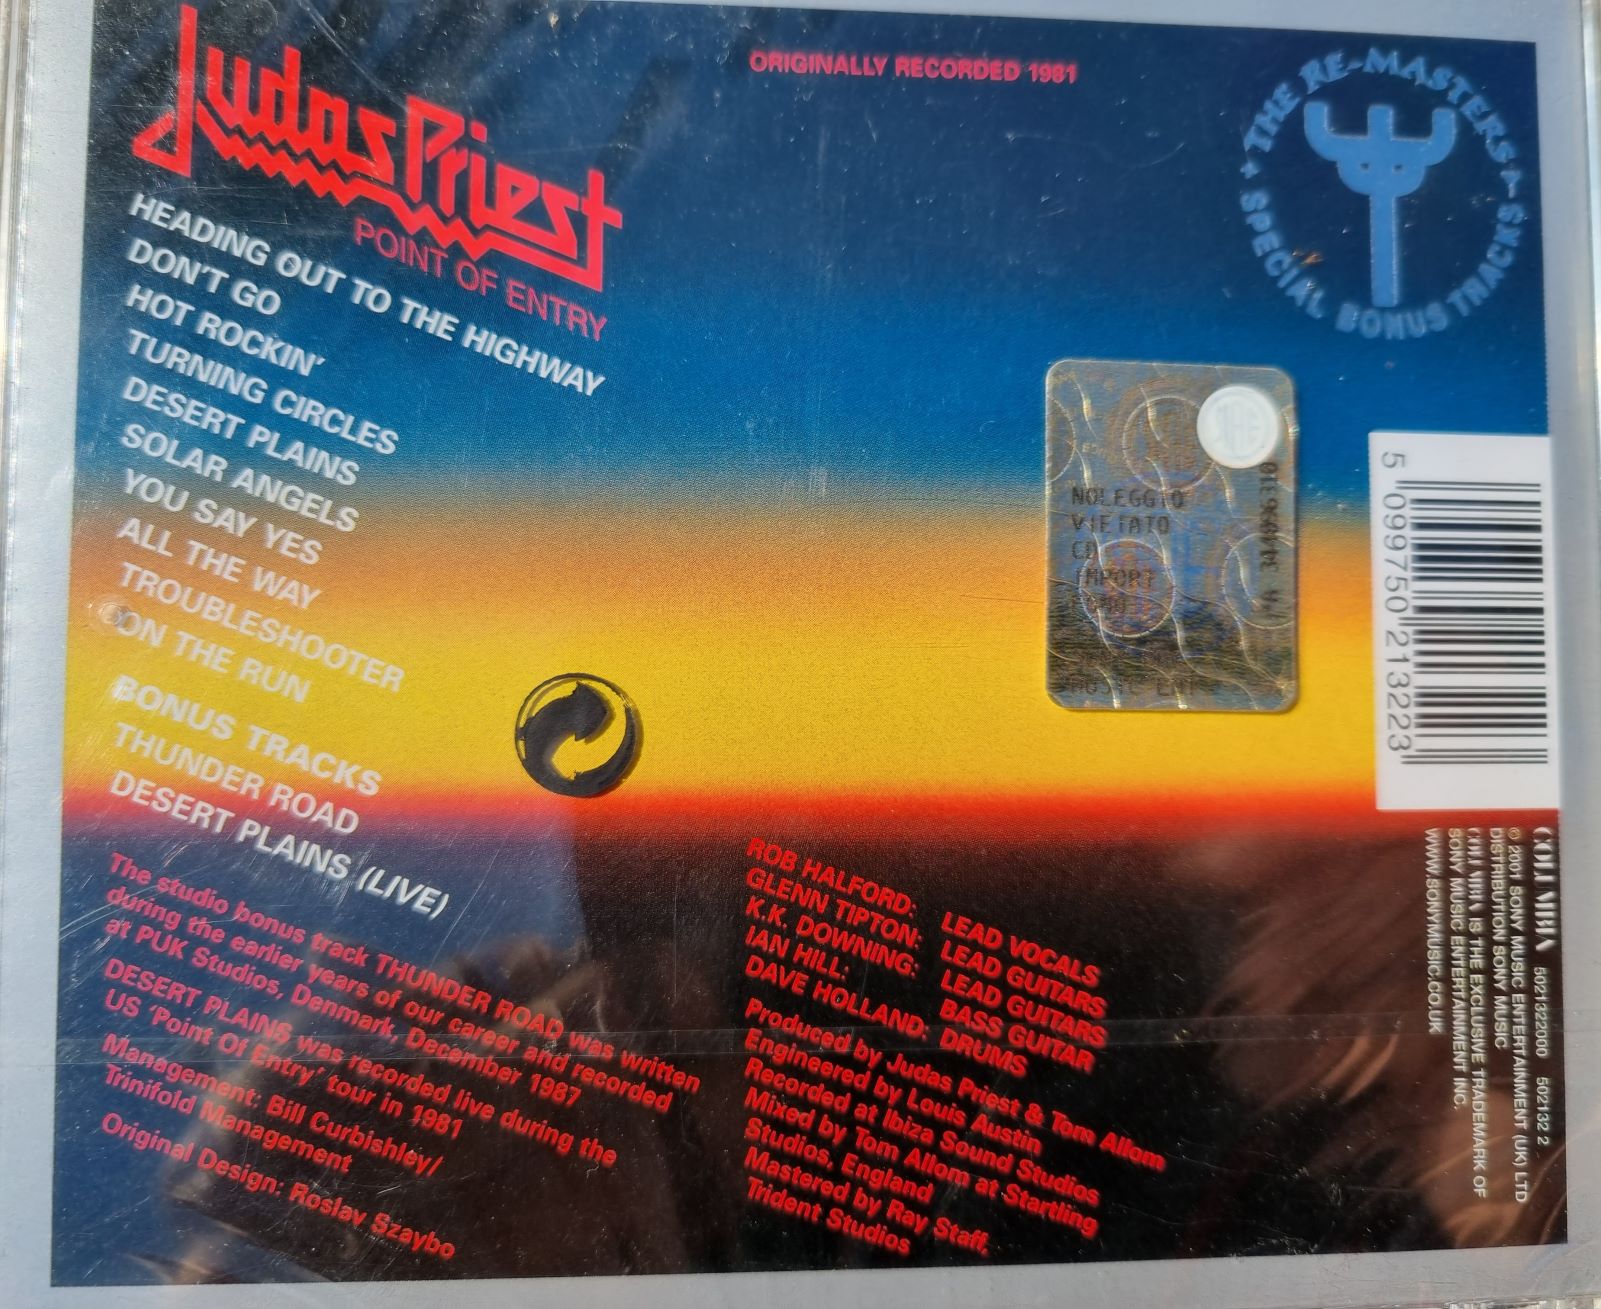 Judas Priest
POINT OF ENTRY
HEADING OUT TO THE HIGHWAY
DON'T GO
HOT ROCKIN'
TURNING CIRCLES
DESERT PLAINS
SOLAR ANGELS
YOU SAY YES
ALL THE WAY
TROUBLESHOOTER
ON THE RUN
BONUS TRACKS
THUNDER ROAD
DESERT PLAINS (LIVE)
The studio bonus track THUNDER ROAD was written
during the earlier years of our career and recorded
at PUK Studios, Denmark, December 1987
DESERT PLAINS was recorded live during the
US 'Point Of Entry' tour in 1981
Management: Bill Curbishley/
Trinifold Management
Original Design: Roslav Szaybo
ORIGINALLY RECORDED 1981
THE RE-MASTERS
SPECIAL BONUS TRACKS
NOLEGGIO
VIETATO
CD
IMPORT
5 099750 213223
ROB HALFORD: LEAD VOCALS
GLENN TIPTON: LEAD GUITARS
K.K. DOWNING: LEAD GUITARS
IAN HILL: BASS GUITAR
DAVE HOLLAND: DRUMS
Produced by Judas Priest & Tom Allom
Engineered by Louis Austin
Recorded at Ibiza Sound Studios
Mixed by Tom Allom at Startling
Studios, England
Mastered by Ray Staff,
Trident Studios
COLUMBIA 5021322000 502132 2
© 2001 SONY MUSIC ENTERTAINMENT (UK) LTD
DISTRIBUTION SONY MUSIC
COLUMBIA IS THE EXCLUSIVE TRADEMARK OF
SONY MUSIC ENTERTAINMENT INC.
WWW.SONYMUSIC.CO.UK